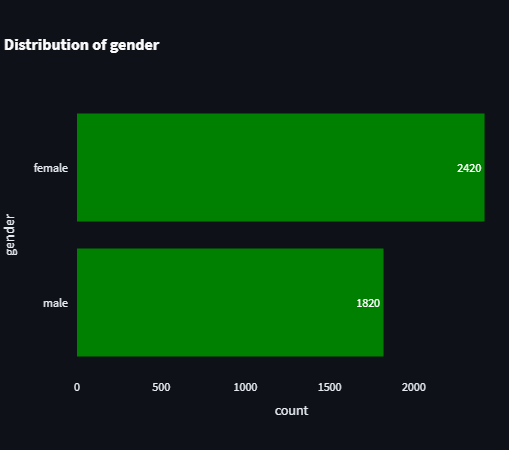 Distribution of gender
female
2420
gender
male
1820
0 500 1000 1500 2000
count